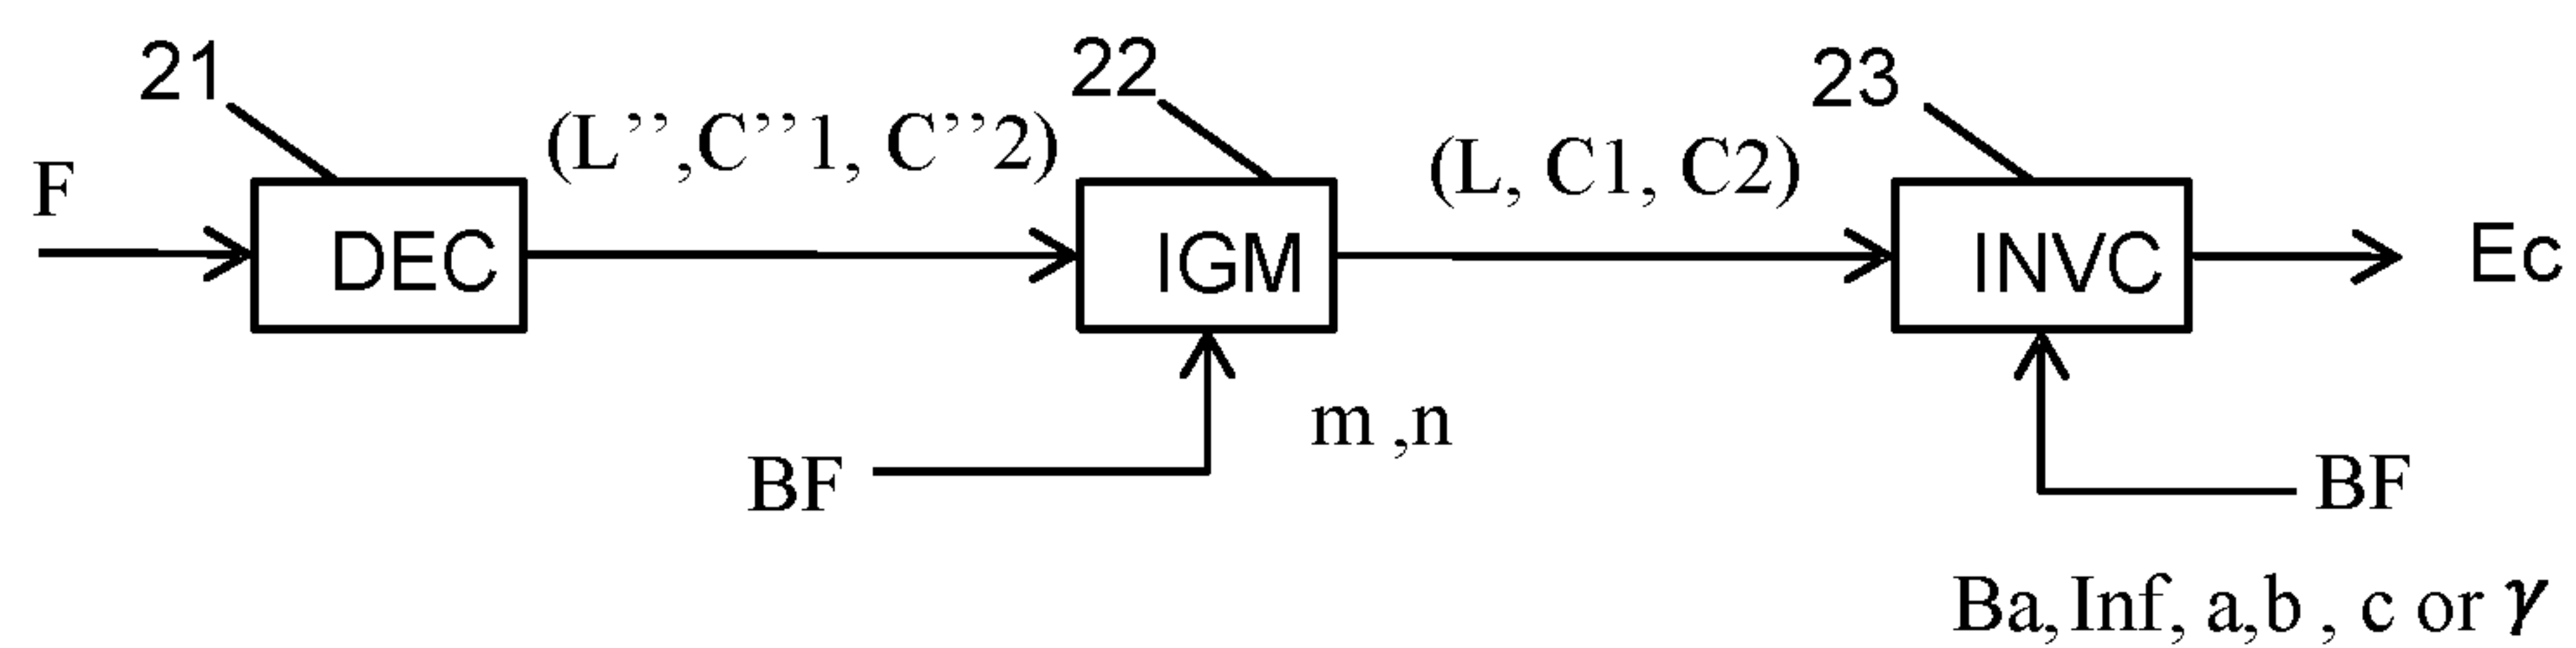 21 22 23
F (L'',C''1, C''2) (L, C1, C2)
DEC IGM INVC Ec
m ,n
BF BF
Ba, Inf, a,b , c or γ